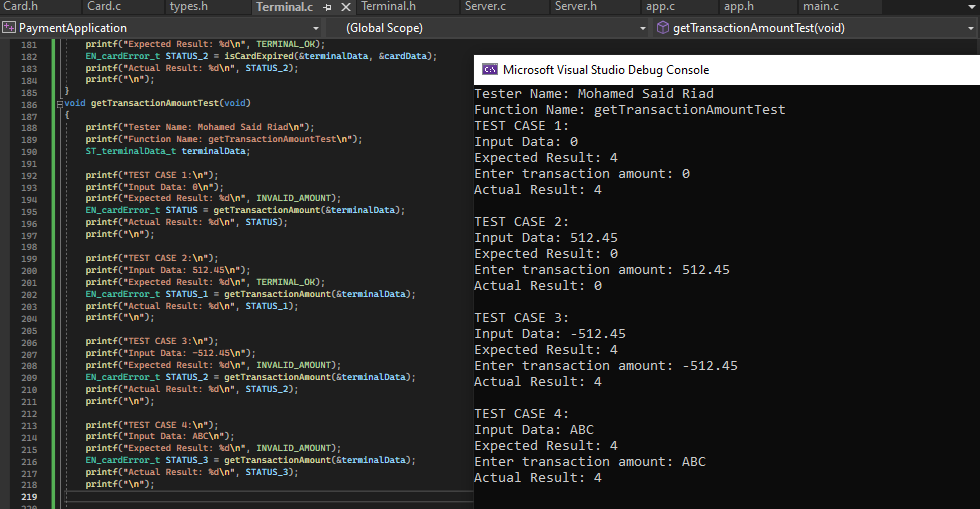 Card.h Card.c types.h Terminal.c Terminal.h Server.c Server.h app.c app.h main.c
PaymentApplication (Global Scope) getTransactionAmountTest(void)
181 printf("Expected Result: %d\n", TERMINAL_OK);
182 EN_cardError_t STATUS_2 = isCardExpired(&terminalData, &cardData);
183 printf("Actual Result: %d\n", STATUS_2);
184 printf("\n");
185 }
186 void getTransactionAmountTest(void)
187 {
188 printf("Tester Name: Mohamed Said Riad\n");
189 printf("Function Name: getTransactionAmountTest\n");
190 ST_terminalData_t terminalData;
191
192 printf("TEST CASE 1:\n");
193 printf("Input Data: 0\n");
194 printf("Expected Result: %d\n", INVALID_AMOUNT);
195 EN_cardError_t STATUS = getTransactionAmount(&terminalData);
196 printf("Actual Result: %d\n", STATUS);
197 printf("\n");
198
199 printf("TEST CASE 2:\n");
200 printf("Input Data: 512.45\n");
201 printf("Expected Result: %d\n", TERMINAL_OK);
202 EN_cardError_t STATUS_1 = getTransactionAmount(&terminalData);
203 printf("Actual Result: %d\n", STATUS_1);
204 printf("\n");
205
206 printf("TEST CASE 3:\n");
207 printf("Input Data: -512.45\n");
208 printf("Expected Result: %d\n", INVALID_AMOUNT);
209 EN_cardError_t STATUS_2 = getTransactionAmount(&terminalData);
210 printf("Actual Result: %d\n", STATUS_2);
211 printf("\n");
212
213 printf("TEST CASE 4:\n");
214 printf("Input Data: ABC\n");
215 printf("Expected Result: %d\n", INVALID_AMOUNT);
216 EN_cardError_t STATUS_3 = getTransactionAmount(&terminalData);
217 printf("Actual Result: %d\n", STATUS_3);
218 printf("\n");
219
Microsoft Visual Studio Debug Console
Tester Name: Mohamed Said Riad
Function Name: getTransactionAmountTest
TEST CASE 1:
Input Data: 0
Expected Result: 4
Enter transaction amount: 0
Actual Result: 4
TEST CASE 2:
Input Data: 512.45
Expected Result: 0
Enter transaction amount: 512.45
Actual Result: 0
TEST CASE 3:
Input Data: -512.45
Expected Result: 4
Enter transaction amount: -512.45
Actual Result: 4
TEST CASE 4:
Input Data: ABC
Expected Result: 4
Enter transaction amount: ABC
Actual Result: 4